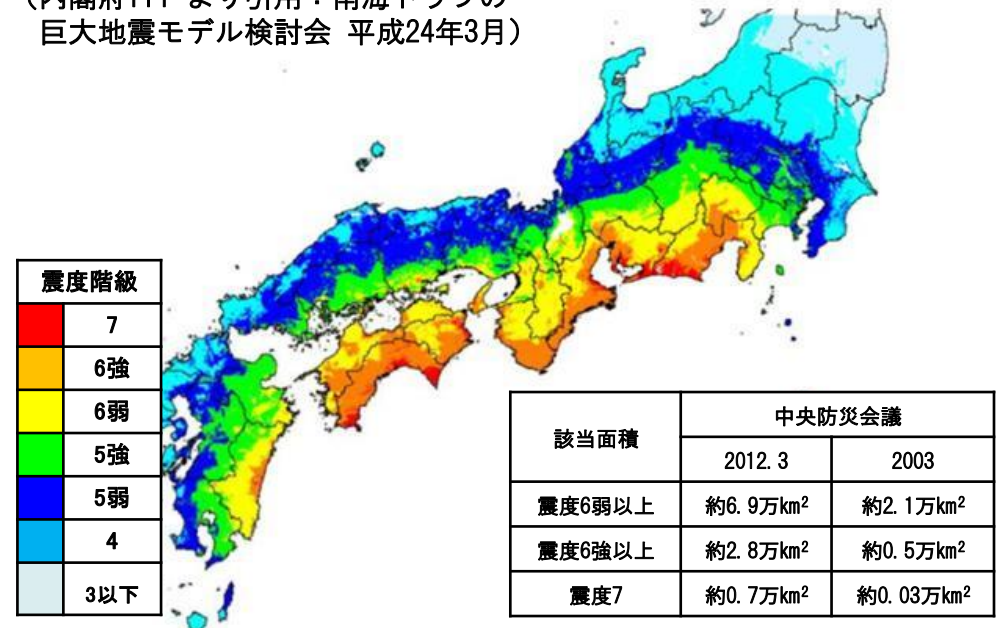 巨大地震モデル検討会 平成24年3月）
震度階級
7
6強
6弱
5強
5弱
4
3以下
該当面積 中央防災会議
2012.3 2003
震度6弱以上 約6.9万km² 約2.1万km²
震度6強以上 約2.8万km² 約0.5万km²
震度7 約0.7万km² 約0.03万km²